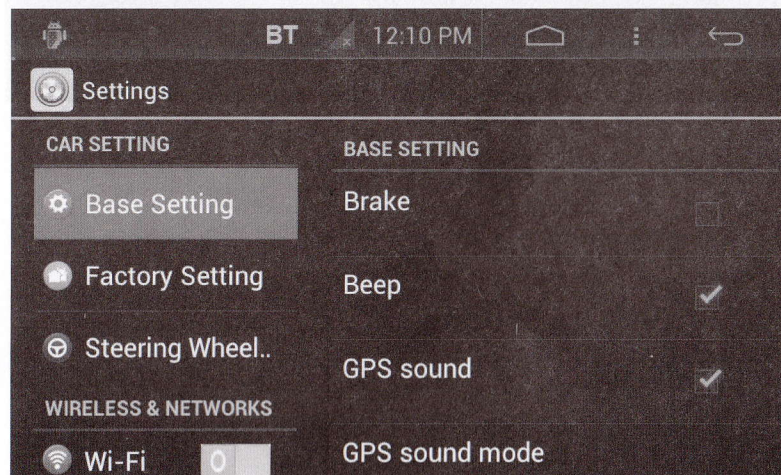 BT 12:10 PM
Settings
CAR SETTING
Base Setting
Factory Setting
Steering Wheel..
WIRELESS & NETWORKS
Wi-Fi
BASE SETTING
Brake
Beep
GPS sound
GPS sound mode